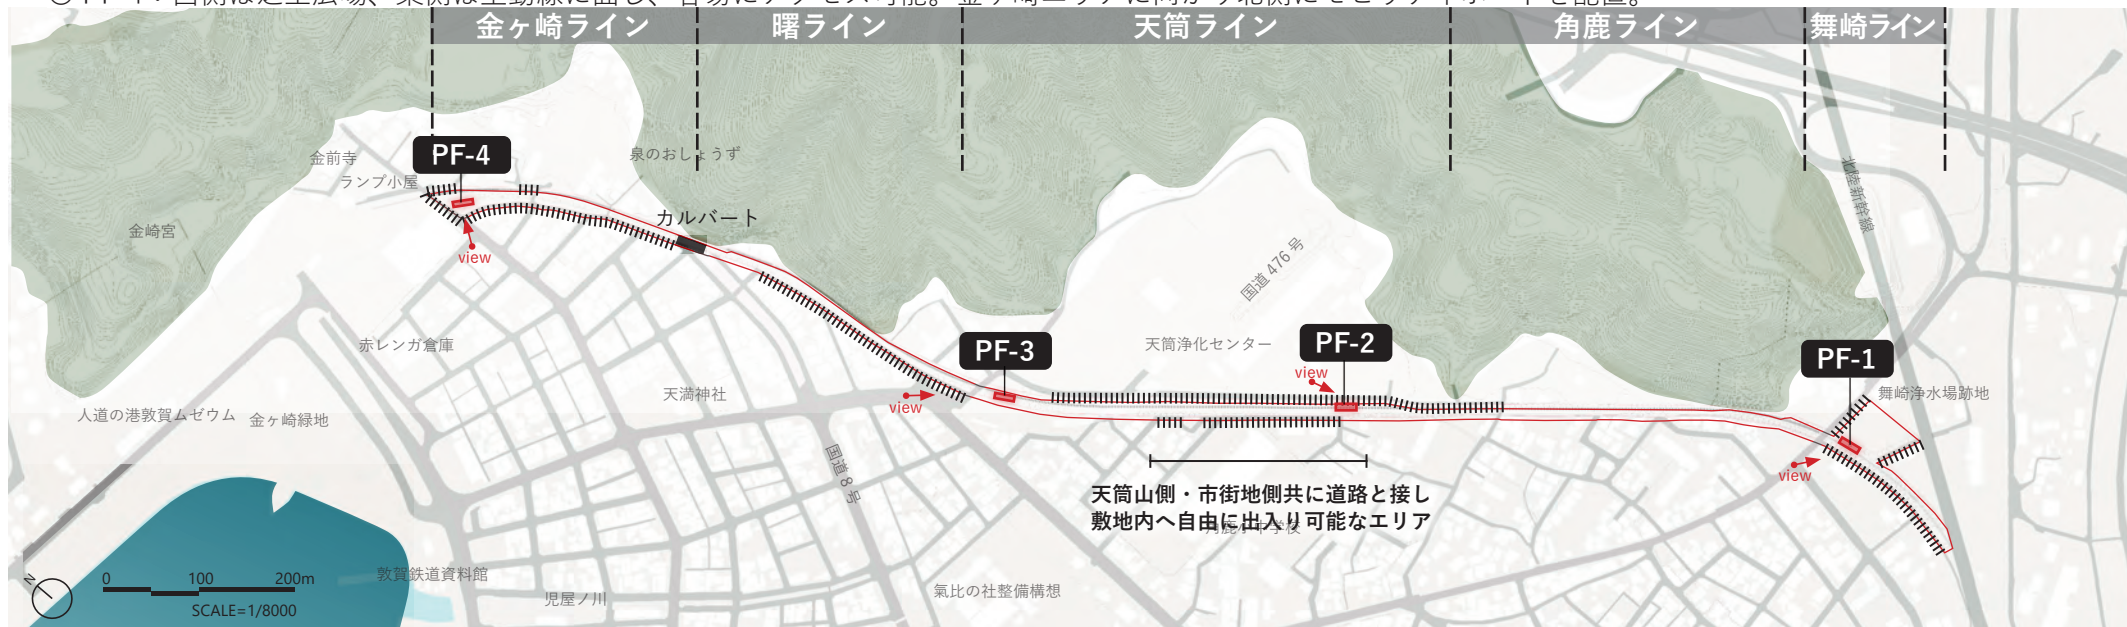 金ヶ崎ライン
曙ライン
天筒ライン
角鹿ライン
舞崎ライン
PF-4
金前寺
ランプ小屋
泉のおしょうず
金崎宮
カルバート
view
北陸新幹線
国道 476 号
赤レンガ倉庫
天満神社
PF-3
view
天筒浄化センター
PF-2
view
PF-1
舞崎浄水場跡地
view
人道の港敦賀ムゼウム
金ヶ崎緑地
国道 8 号
天筒山側・市街地側共に道路と接し
敷地内へ自由に出入り可能なエリア
角鹿小中学校
敦賀鉄道資料館
児屋ノ川
氣比の社整備構想
N
0 100 200m
SCALE=1/8000